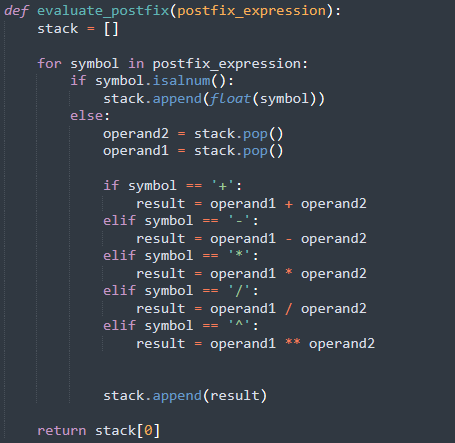 def evaluate_postfix(postfix_expression):
    stack = []

    for symbol in postfix_expression:
        if symbol.isalnum():
            stack.append(float(symbol))
        else:
            operand2 = stack.pop()
            operand1 = stack.pop()

            if symbol == '+':
                result = operand1 + operand2
            elif symbol == '-':
                result = operand1 - operand2
            elif symbol == '*':
                result = operand1 * operand2
            elif symbol == '/':
                result = operand1 / operand2
            elif symbol == '^':
                result = operand1 ** operand2


            stack.append(result)

    return stack[0]